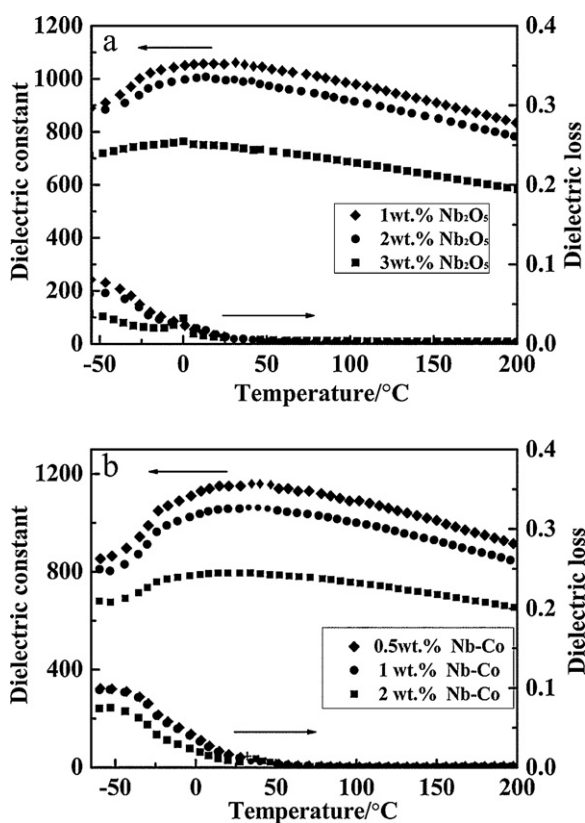 a
1200
1000
800
600
400
200
0
Dielectric constant
0.4
0.3
0.2
0.1
0.0
Dielectric loss
1wt.% Nb₂O₅
2wt.% Nb₂O₅
3wt.% Nb₂O₅
-50 0 50 100 150 200
Temperature/°C
b
1200
800
400
0
Dielectric constant
0.4
0.3
0.2
0.1
0.0
Dielectric loss
0.5wt.% Nb-Co
1 wt.% Nb-Co
2 wt.% Nb-Co
-50 0 50 100 150 200
Temperature/°C